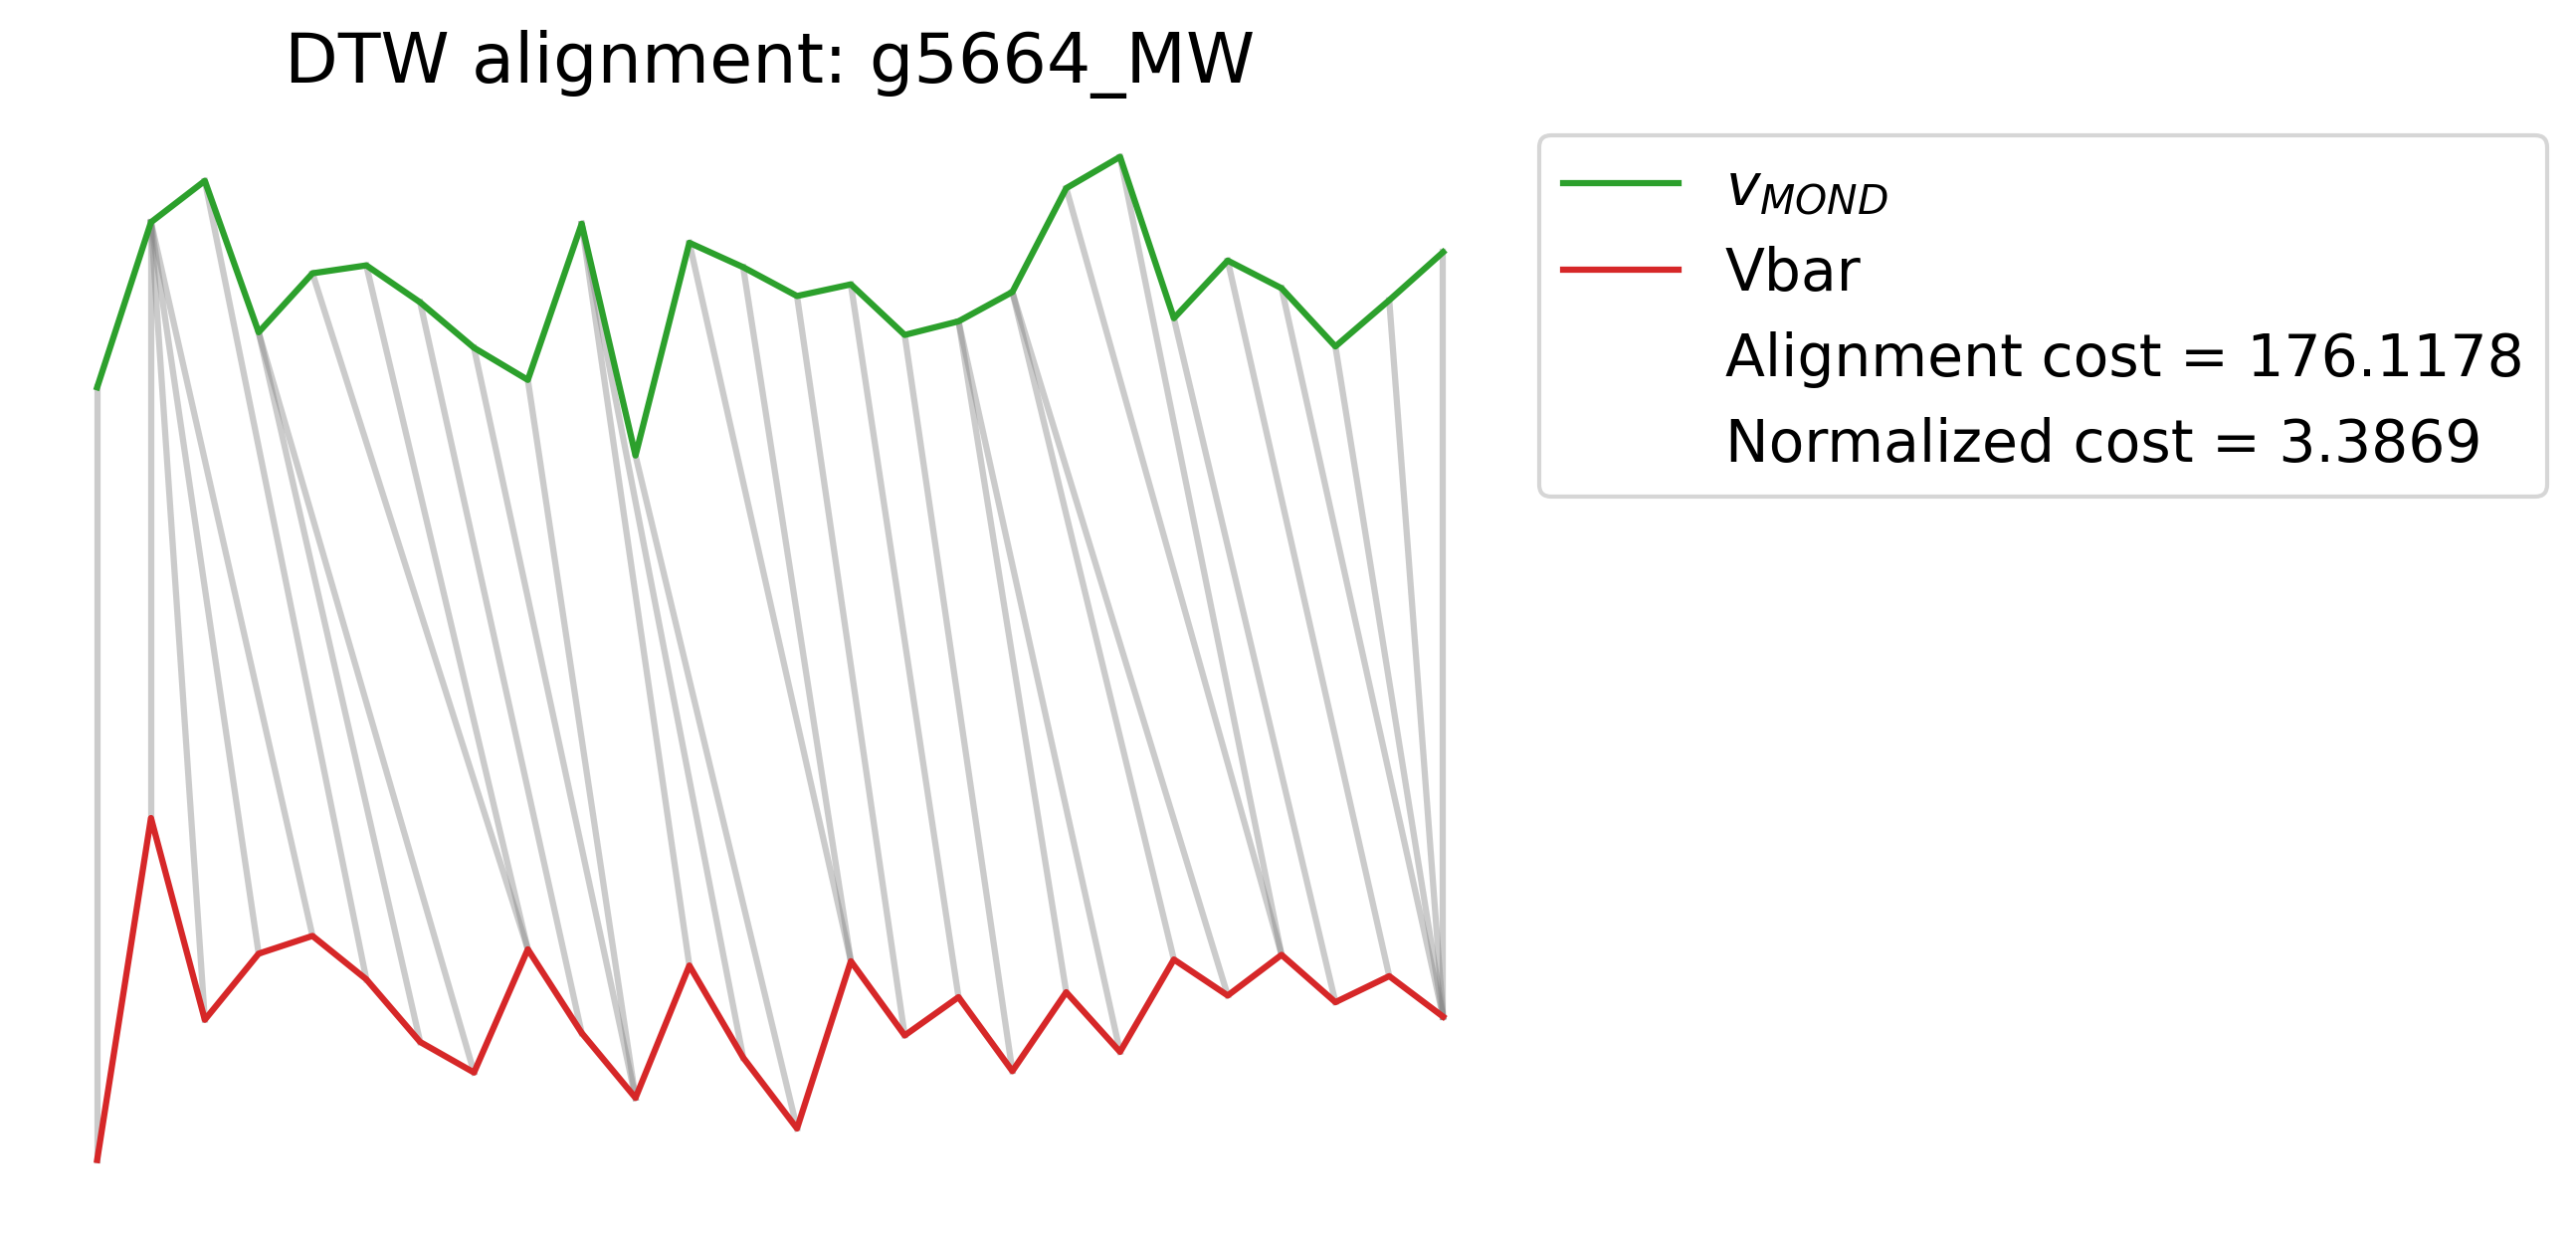 DTW alignment: g5664_MW
v_MOND
Vbar
Alignment cost = 176.1178
Normalized cost = 3.3869